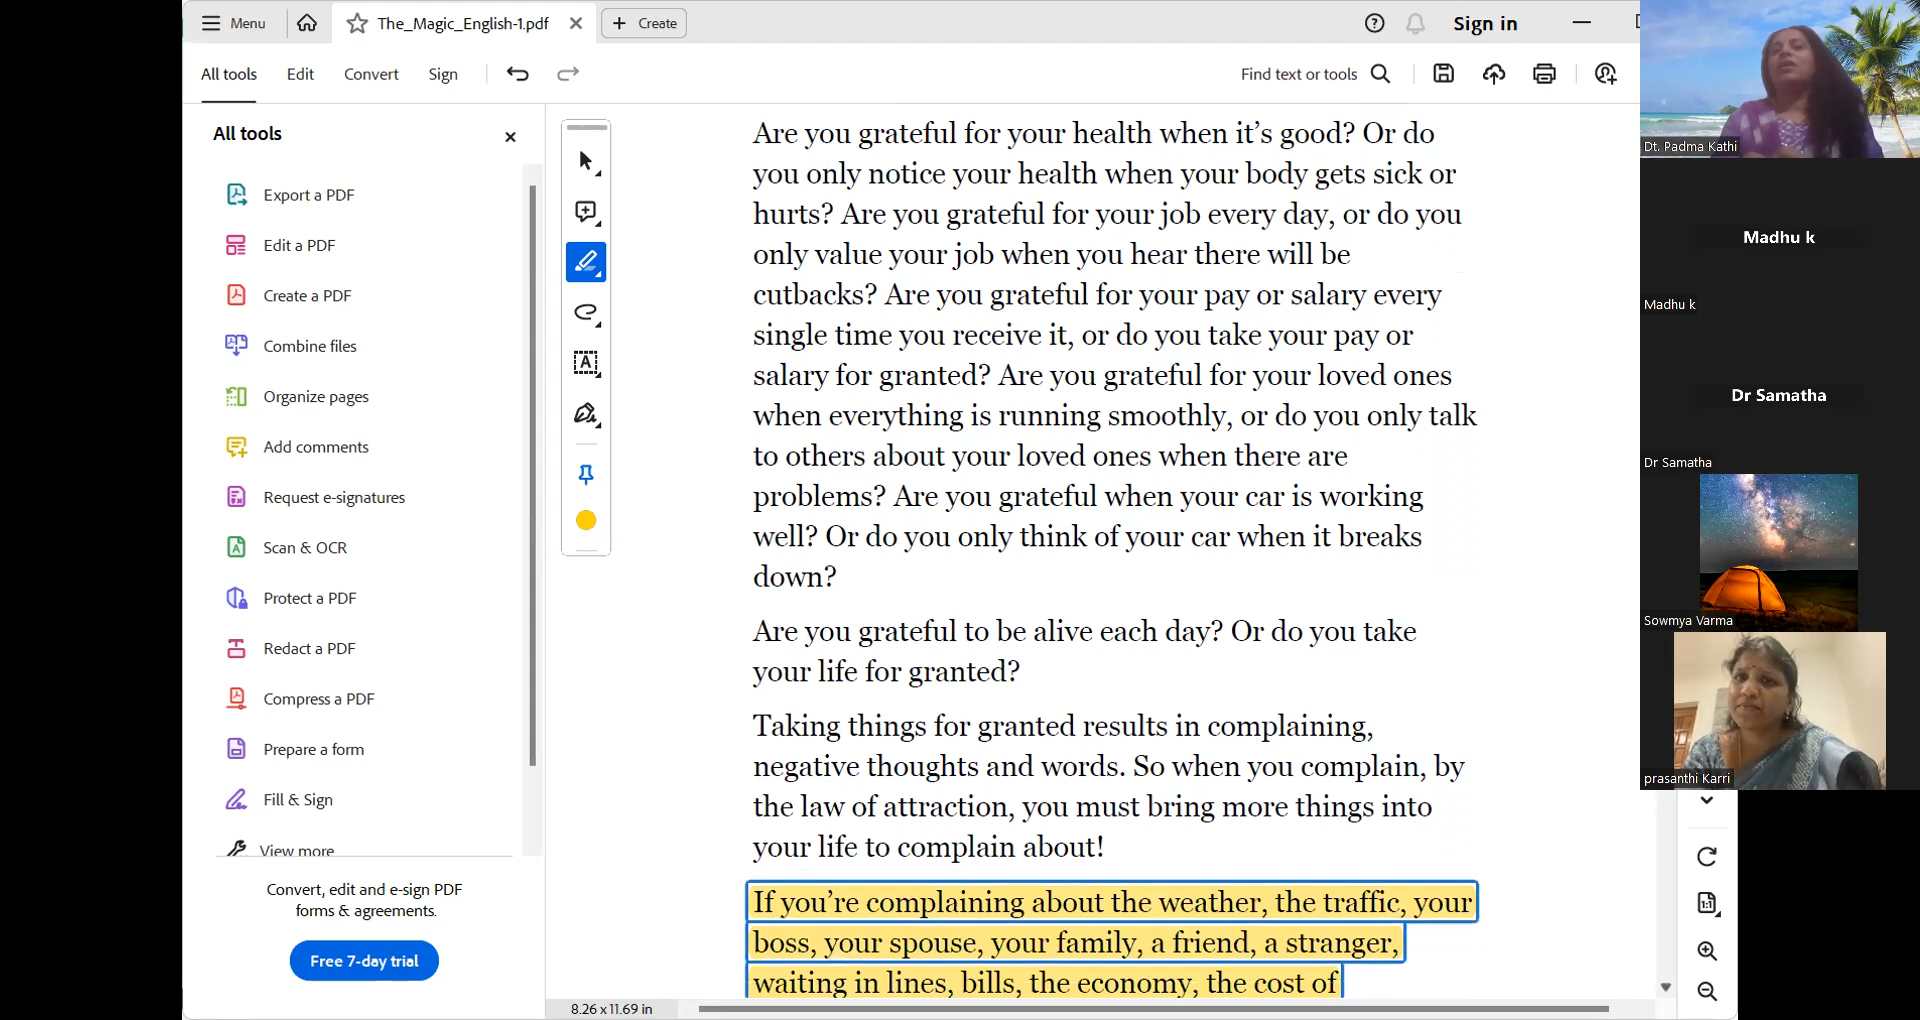 Menu
The_Magic_English-1.pdf
Create
Sign in
All tools
Edit
Convert
Sign
Find text or tools
All tools
Export a PDF
Edit a PDF
Create a PDF
Combine files
Organize pages
Add comments
Request e-signatures
Scan & OCR
Protect a PDF
Redact a PDF
Compress a PDF
Prepare a form
Fill & Sign
View more
Convert, edit and e-sign PDF
forms & agreements.
Free 7-day trial
Are you grateful for your health when it’s good? Or do
you only notice your health when your body gets sick or
hurts? Are you grateful for your job every day, or do you
only value your job when you hear there will be
cutbacks? Are you grateful for your pay or salary every
single time you receive it, or do you take your pay or
salary for granted? Are you grateful for your loved ones
when everything is running smoothly, or do you only talk
to others about your loved ones when there are
problems? Are you grateful when your car is working
well? Or do you only think of your car when it breaks
down?
Are you grateful to be alive each day? Or do you take
your life for granted?
Taking things for granted results in complaining,
negative thoughts and words. So when you complain, by
the law of attraction, you must bring more things into
your life to complain about!
If you’re complaining about the weather, the traffic, your
boss, your spouse, your family, a friend, a stranger,
waiting in lines, bills, the economy, the cost of
8.26 x 11.69 in
1:1
Dt. Padma Kathi
Madhu k
Madhu k
Dr Samatha
Dr Samatha
Sowmya Varma
prasanthi Karri